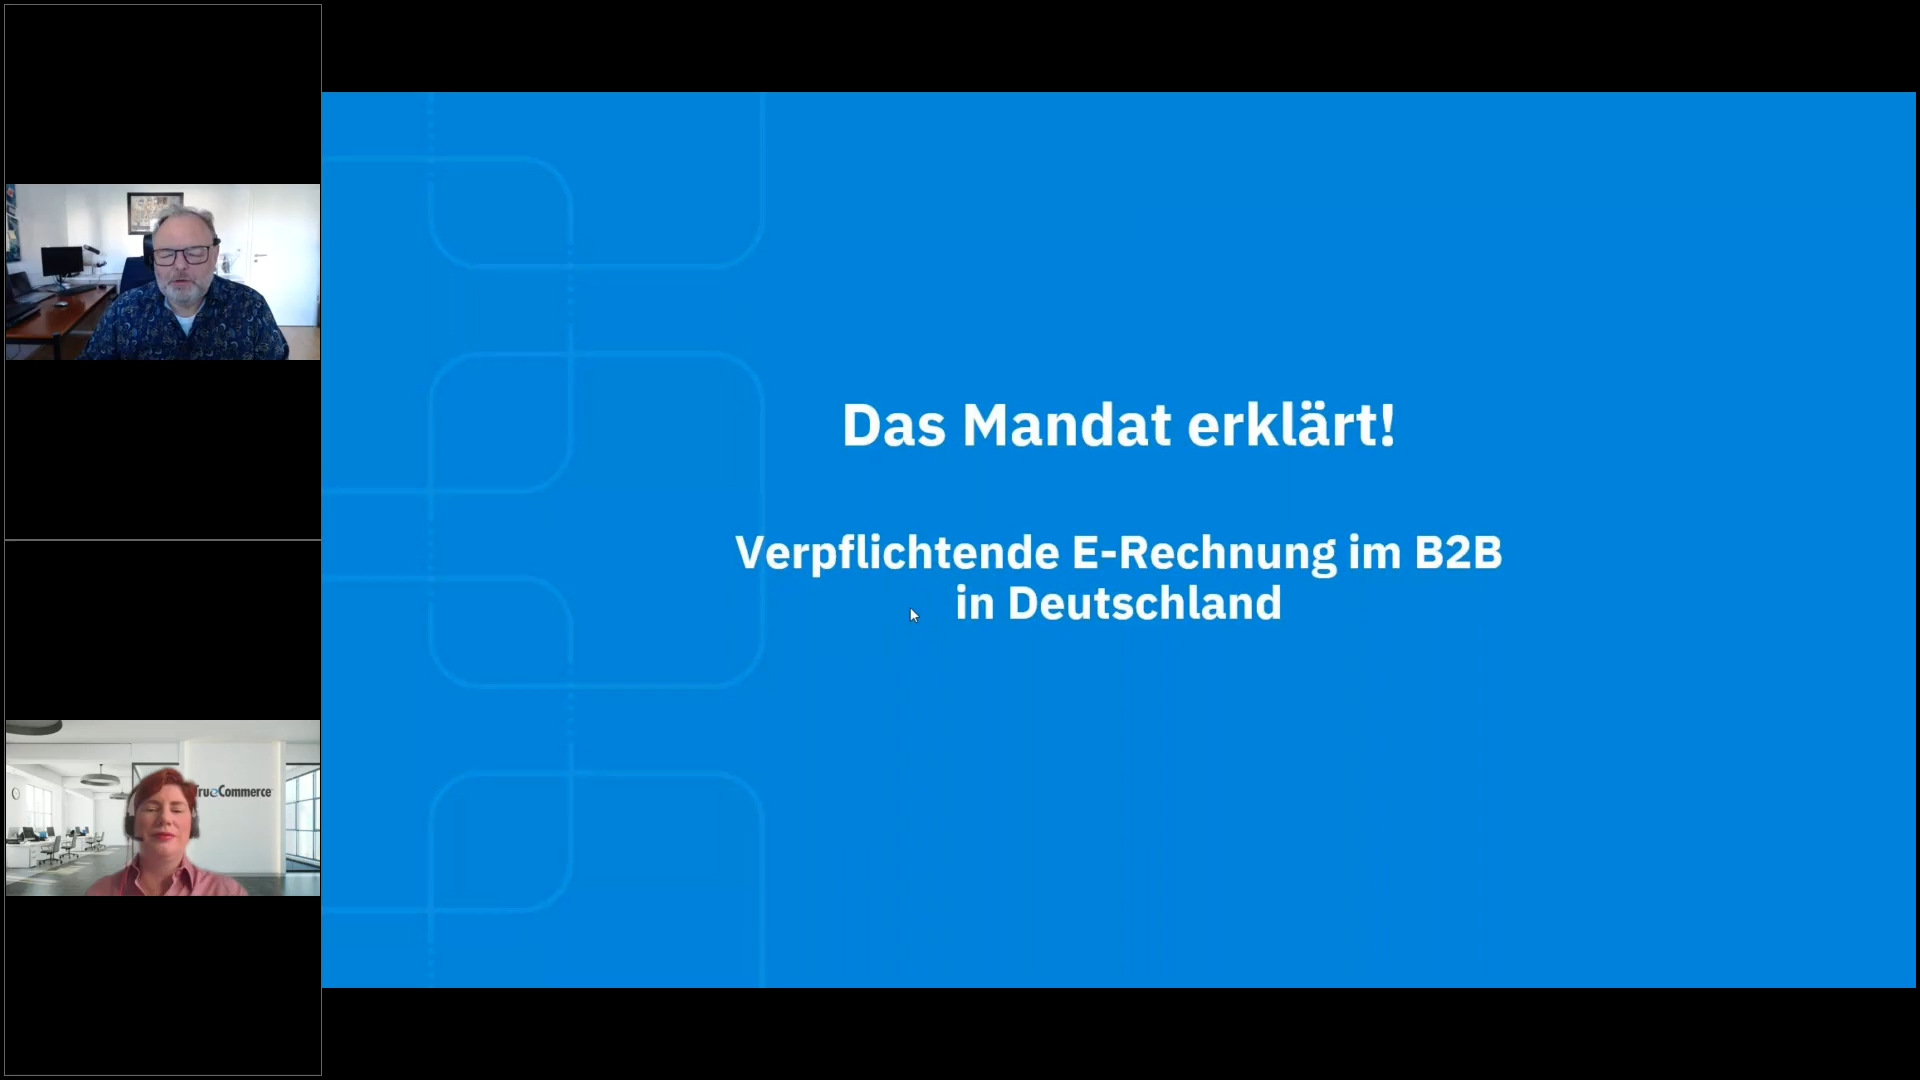 Das Mandat erklärt!
Verpflichtende E-Rechnung im B2B
in Deutschland
TrueCommerce